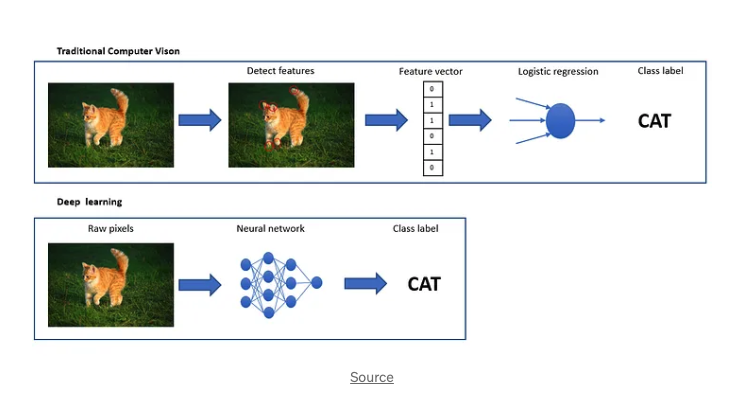 Traditional Computer Vison
Detect features
Feature vector
Logistic regression
Class label
0
1
1
0
1
0
CAT
Deep learning
Raw pixels
Neural network
Class label
CAT
Source